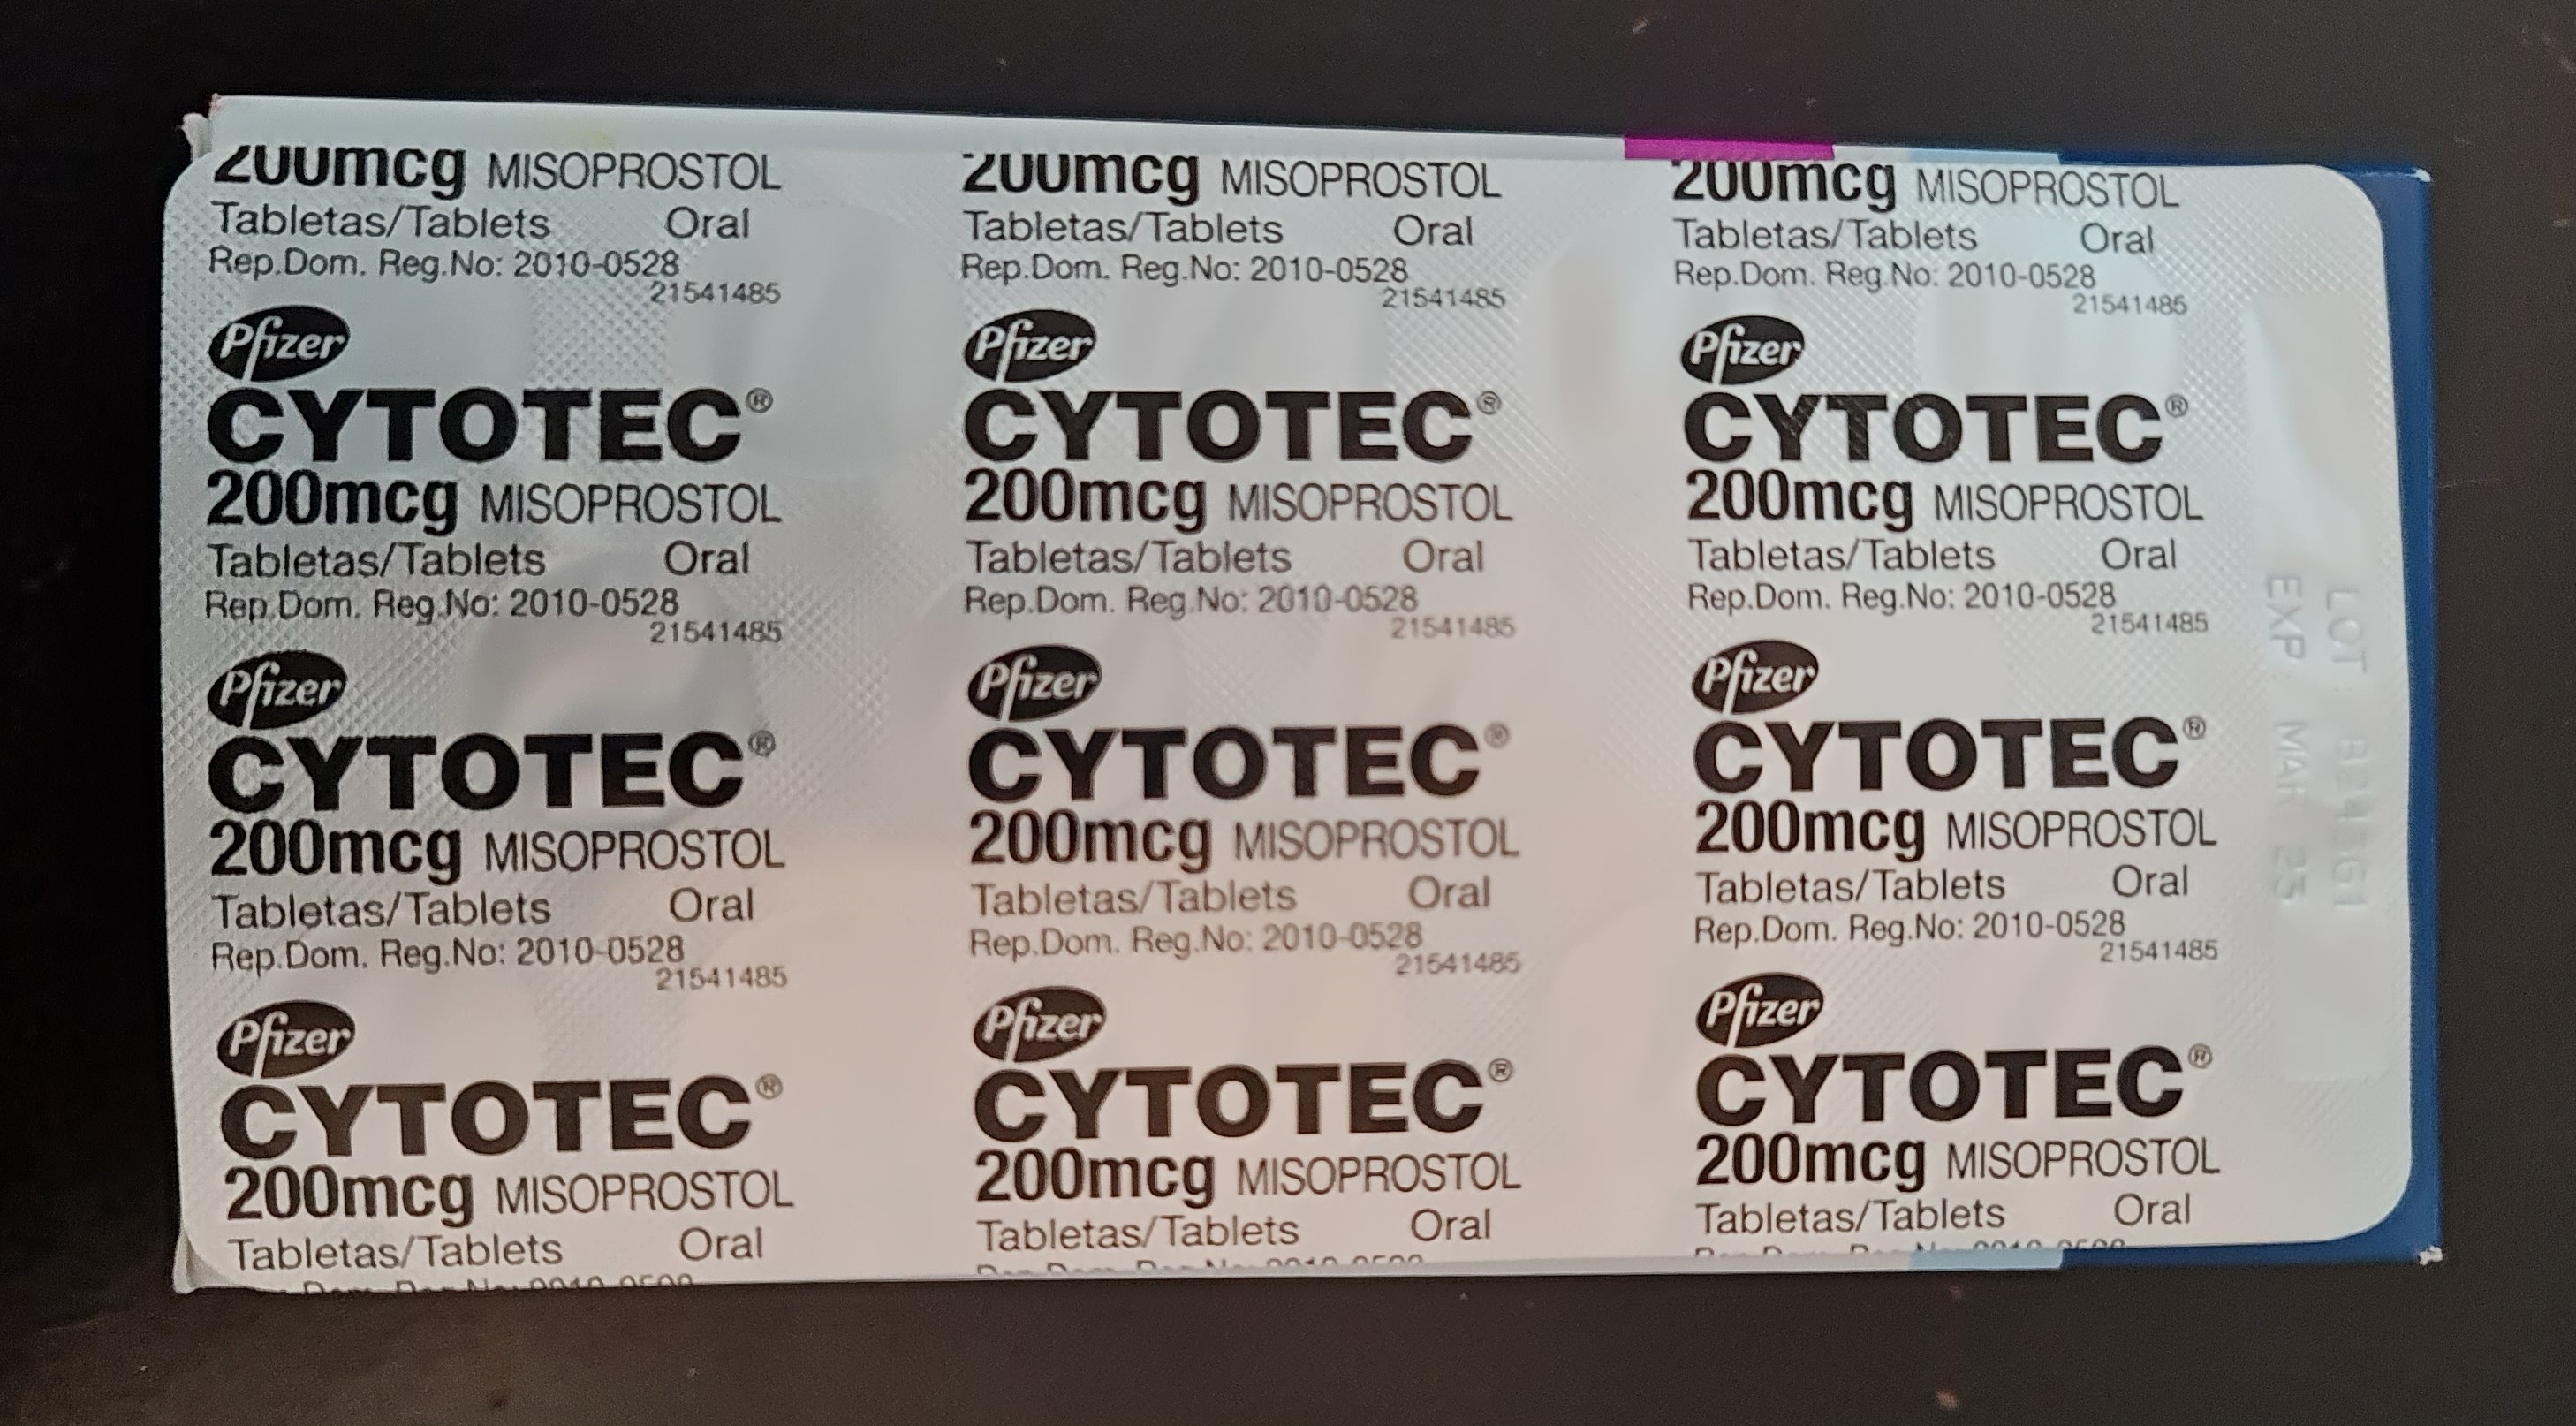 200mcg MISOPROSTOL
Tabletas/Tablets Oral
Rep.Dom. Reg.No: 2010-0528
21541485
Pfizer
CYTOTEC®
200mcg MISOPROSTOL
Tabletas/Tablets Oral
Rep.Dom. Reg.No: 2010-0528
21541485
Pfizer
CYTOTEC®
200mcg MISOPROSTOL
Tabletas/Tablets Oral
Rep.Dom. Reg.No: 2010-0528
21541485
Pfizer
CYTOTEC®
200mcg MISOPROSTOL
Tabletas/Tablets Oral
200mcg MISOPROSTOL
Tabletas/Tablets Oral
Rep.Dom. Reg.No: 2010-0528
21541485
Pfizer
CYTOTEC®
200mcg MISOPROSTOL
Tabletas/Tablets Oral
Rep.Dom. Reg.No: 2010-0528
21541485
Pfizer
CYTOTEC®
200mcg MISOPROSTOL
Tabletas/Tablets Oral
Rep.Dom. Reg.No: 2010-0528
21541485
Pfizer
CYTOTEC®
200mcg MISOPROSTOL
Tabletas/Tablets Oral
200mcg MISOPROSTOL
Tabletas/Tablets Oral
Rep.Dom. Reg.No: 2010-0528
21541485
Pfizer
CYTOTEC®
200mcg MISOPROSTOL
Tabletas/Tablets Oral
Rep.Dom. Reg.No: 2010-0528
21541485
Pfizer
CYTOTEC®
200mcg MISOPROSTOL
Tabletas/Tablets Oral
Rep.Dom. Reg.No: 2010-0528
21541485
Pfizer
CYTOTEC®
200mcg MISOPROSTOL
Tabletas/Tablets Oral
LOT:
EXP: MAR 25